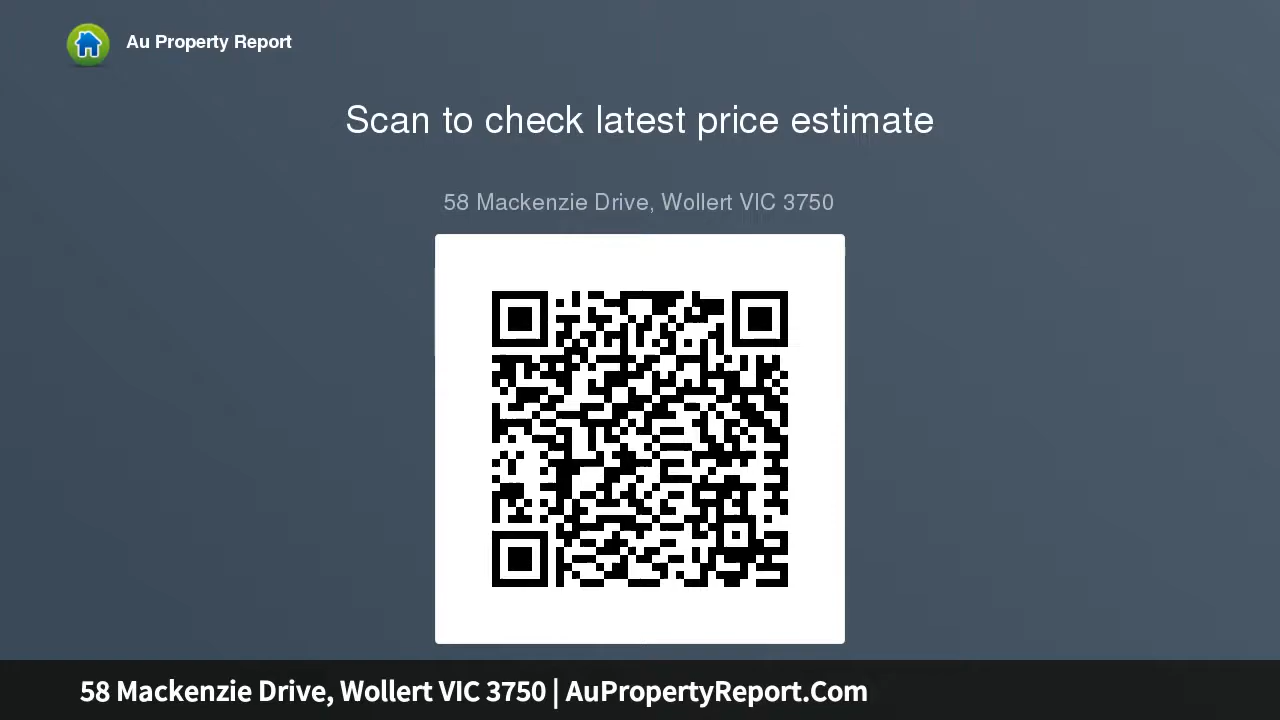 Au Property Report
Scan to check latest price estimate
58 Mackenzie Drive, Wollert VIC 3750
58 Mackenzie Drive, Wollert VIC 3750 | AuPropertyReport.Com